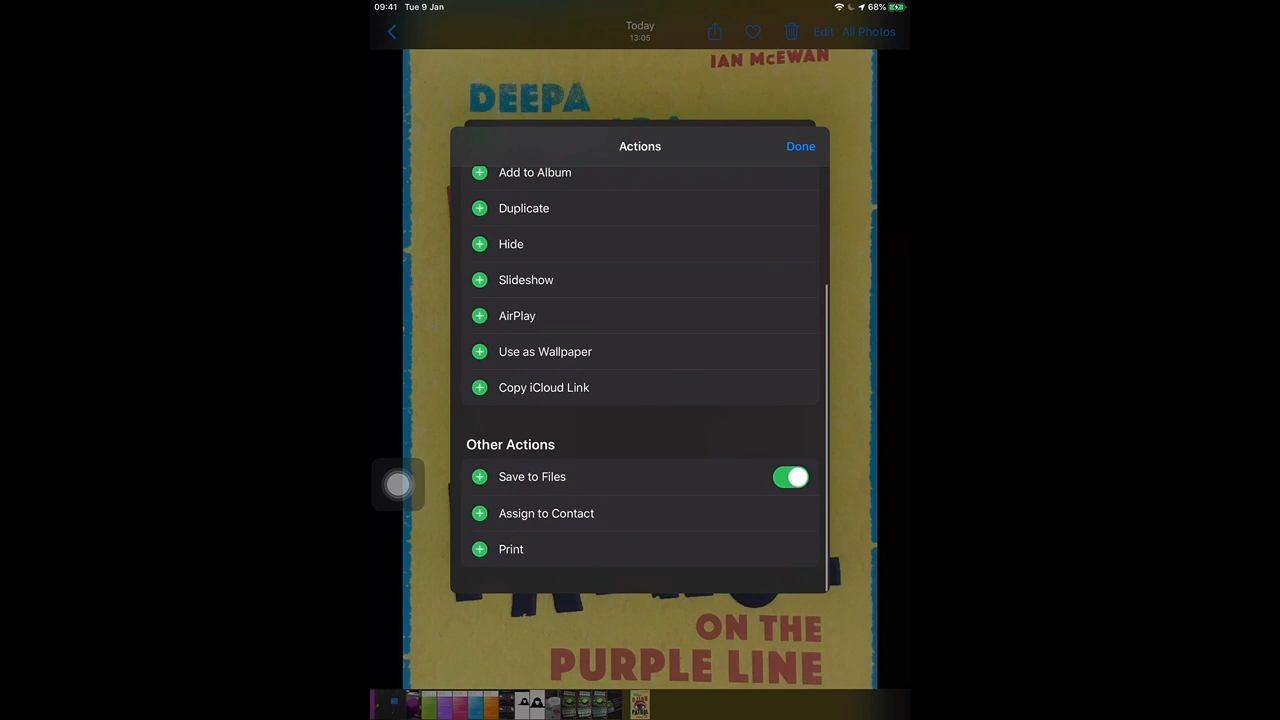 09:41 Tue 9 Jan
68%
Today
13:05
Edit All Photos
IAN McEWAN
DEEPA
Actions
Done
Add to Album
Duplicate
Hide
Slideshow
AirPlay
Use as Wallpaper
Copy iCloud Link
Other Actions
Save to Files
Assign to Contact
Print
ON THE
PURPLE LINE